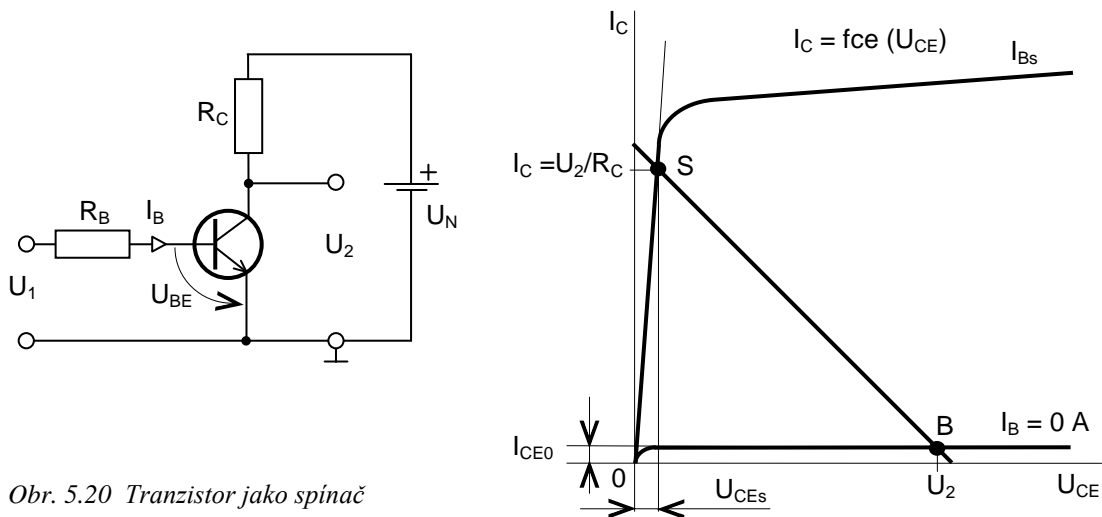 R_C
R_B
I_B
U_1
U_BE
U_2
+
U_N
I_C
I_C = fce (U_CE)
I_Bs
I_C =U_2/R_C
S
B
I_B = 0 A
I_CE0
0
U_CEs
U_2
U_CE
Obr. 5.20 Tranzistor jako spínač